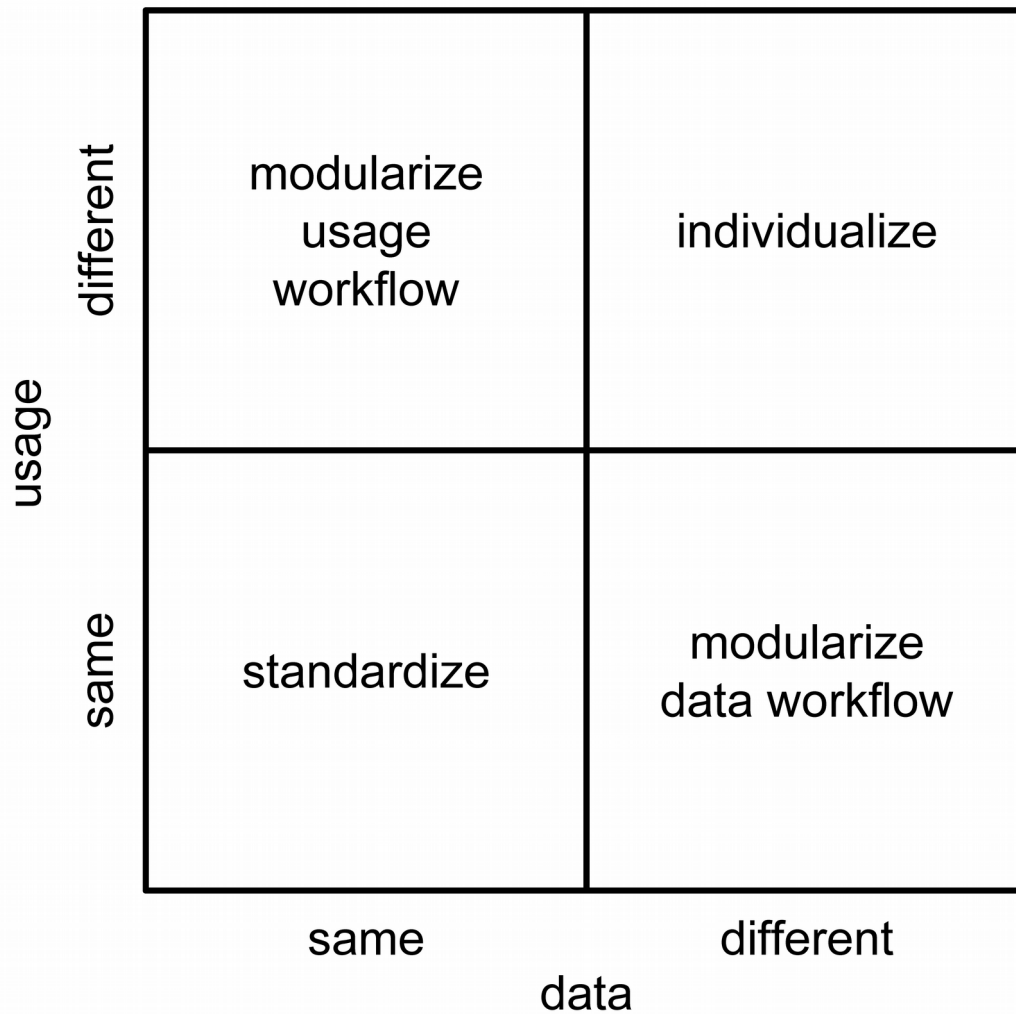 usage
different
modularize
usage
workflow
individualize
same
standardize
modularize
data workflow
same
different
data